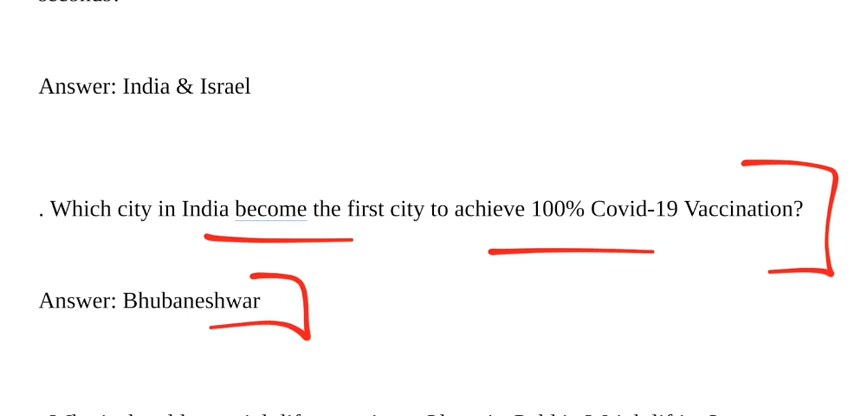 Answer: India & Israel
. Which city in India become the first city to achieve 100% Covid-19 Vaccination?
Answer: Bhubaneshwar